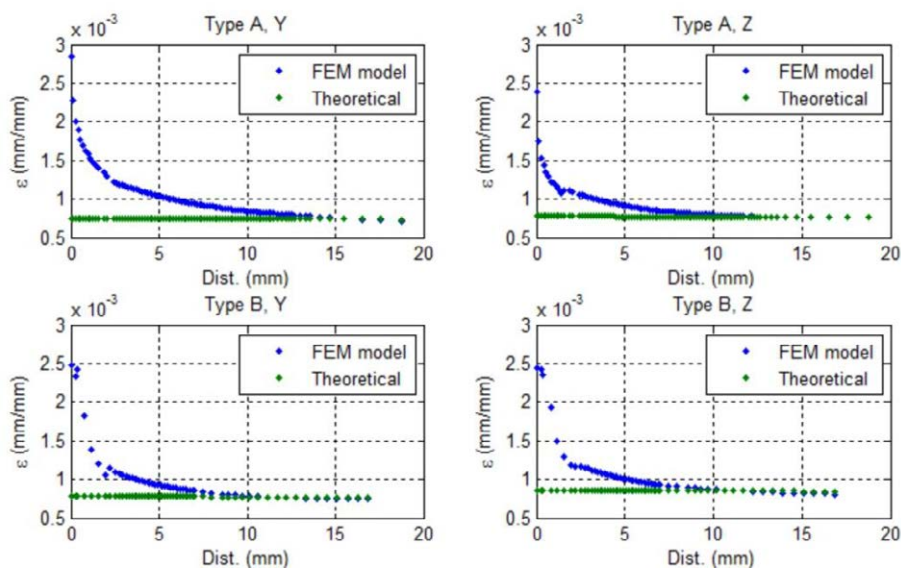 Type A, Y
x 10^-3
3
2.5
2
1.5
1
0.5
ε (mm/mm)
FEM model
Theoretical
0 5 10 15 20
Dist. (mm)
Type A, Z
x 10^-3
3
2.5
2
1.5
1
0.5
ε (mm/mm)
FEM model
Theoretical
0 5 10 15 20
Dist. (mm)
Type B, Y
x 10^-3
3
2.5
2
1.5
1
0.5
ε (mm/mm)
FEM model
Theoretical
0 5 10 15 20
Dist. (mm)
Type B, Z
x 10^-3
3
2.5
2
1.5
1
0.5
ε (mm/mm)
FEM model
Theoretical
0 5 10 15 20
Dist. (mm)